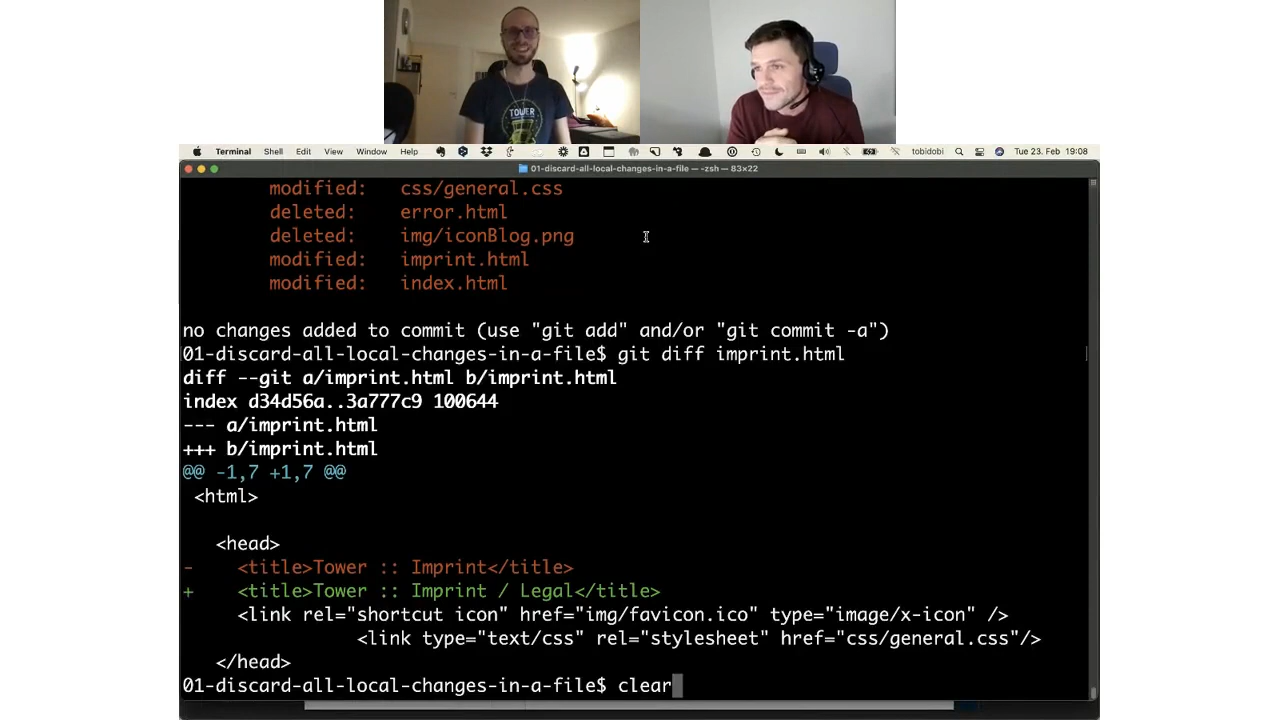 TOWER
Terminal Shell Edit View Window Help tobidobi Tue 23. Feb 19:08
01-discard-all-local-changes-in-a-file — -zsh — 83×22
modified: css/general.css
deleted: error.html
deleted: img/iconBlog.png
modified: imprint.html
modified: index.html
no changes added to commit (use "git add" and/or "git commit -a")
01-discard-all-local-changes-in-a-file$ git diff imprint.html
diff --git a/imprint.html b/imprint.html
index d34d56a..3a777c9 100644
--- a/imprint.html
+++ b/imprint.html
@@ -1,7 +1,7 @@
<html>
<head>
- <title>Tower :: Imprint</title>
+ <title>Tower :: Imprint / Legal</title>
<link rel="shortcut icon" href="img/favicon.ico" type="image/x-icon" />
<link type="text/css" rel="stylesheet" href="css/general.css"/>
</head>
01-discard-all-local-changes-in-a-file$ clear